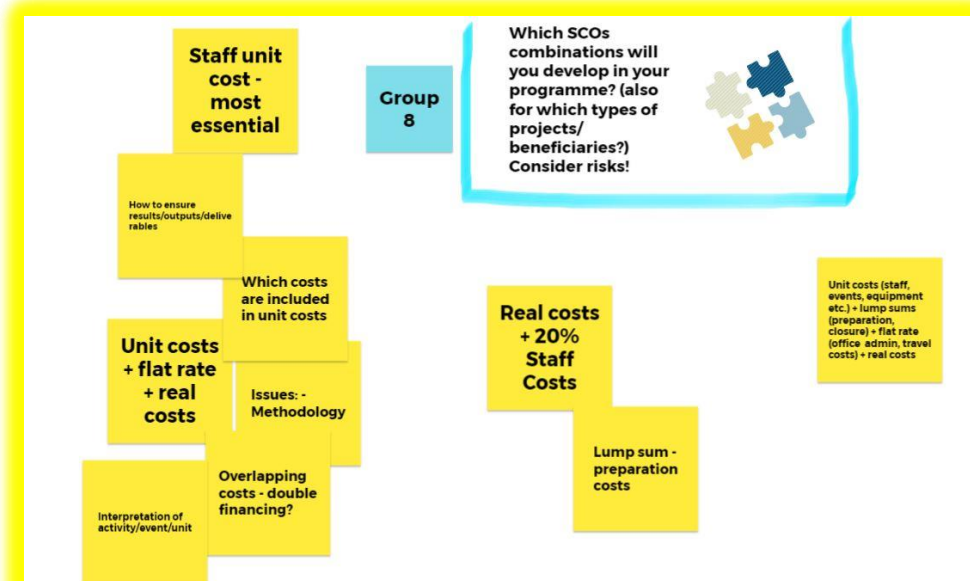 Staff unit
cost -
most
essential
Group
8
Which SCOs
combinations will
you develop in your
programme? (also
for which types of
projects/
beneficiaries?)
Consider risks!
How to ensure
results/outputs/delive
rables
Which costs
are included
in unit costs
Unit costs
+ flat rate
+ real
costs
Issues: -
Methodology
Overlapping
costs - double
financing?
Interpretation of
activity/event/unit
Real costs
+ 20%
Staff
Costs
Lump sum -
preparation
costs
Unit costs (staff,
events, equipment
etc.) + lump sums
(preparation,
closure) + flat rate
(office admin, travel
costs) + real costs